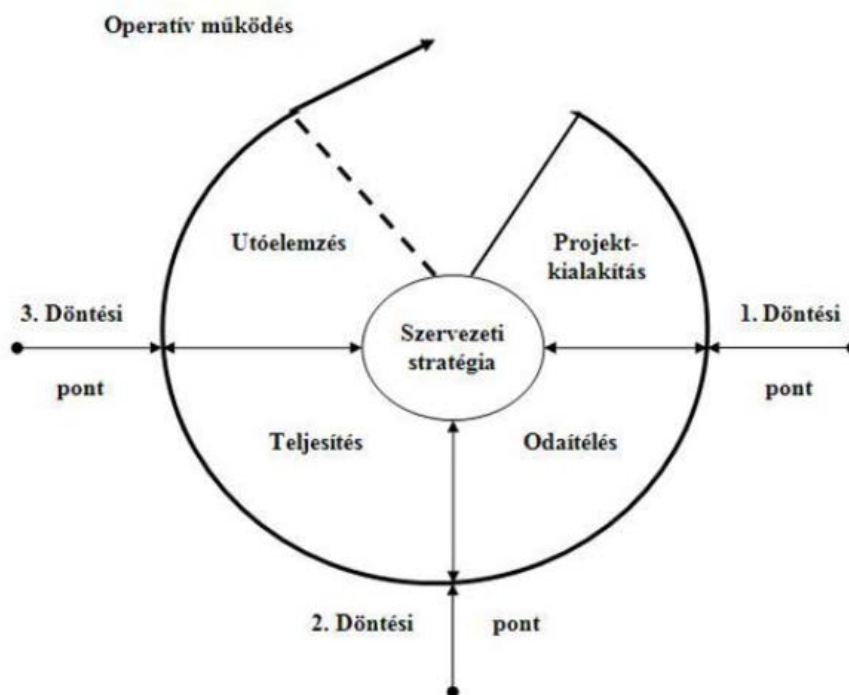 Operatív működés
Utóelemzés
Projekt-
kialakítás
3. Döntési
pont
Szervezeti
stratégia
1. Döntési
pont
Teljesítés
Odaítélés
2. Döntési pont